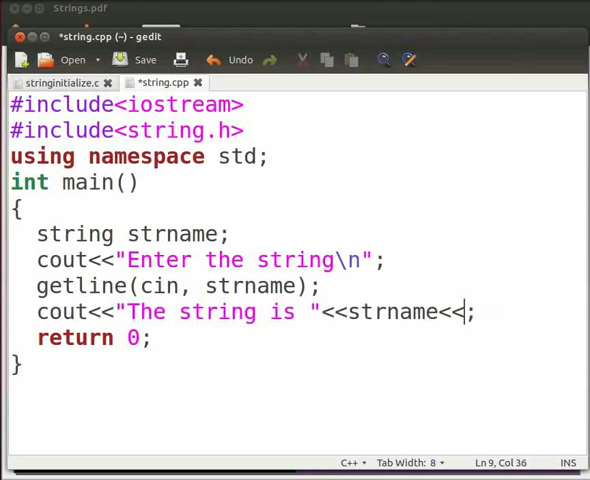 Strings.pdf
*string.cpp (~) - gedit
Open Save Undo
stringinitialize.c *string.cpp
#include<iostream>
#include<string.h>
using namespace std;
int main()
{
string strname;
cout<<"Enter the string\n";
getline(cin, strname);
cout<<"The string is "<<strname<<;
return 0;
}
C++ Tab Width: 8 Ln 9, Col 36 INS